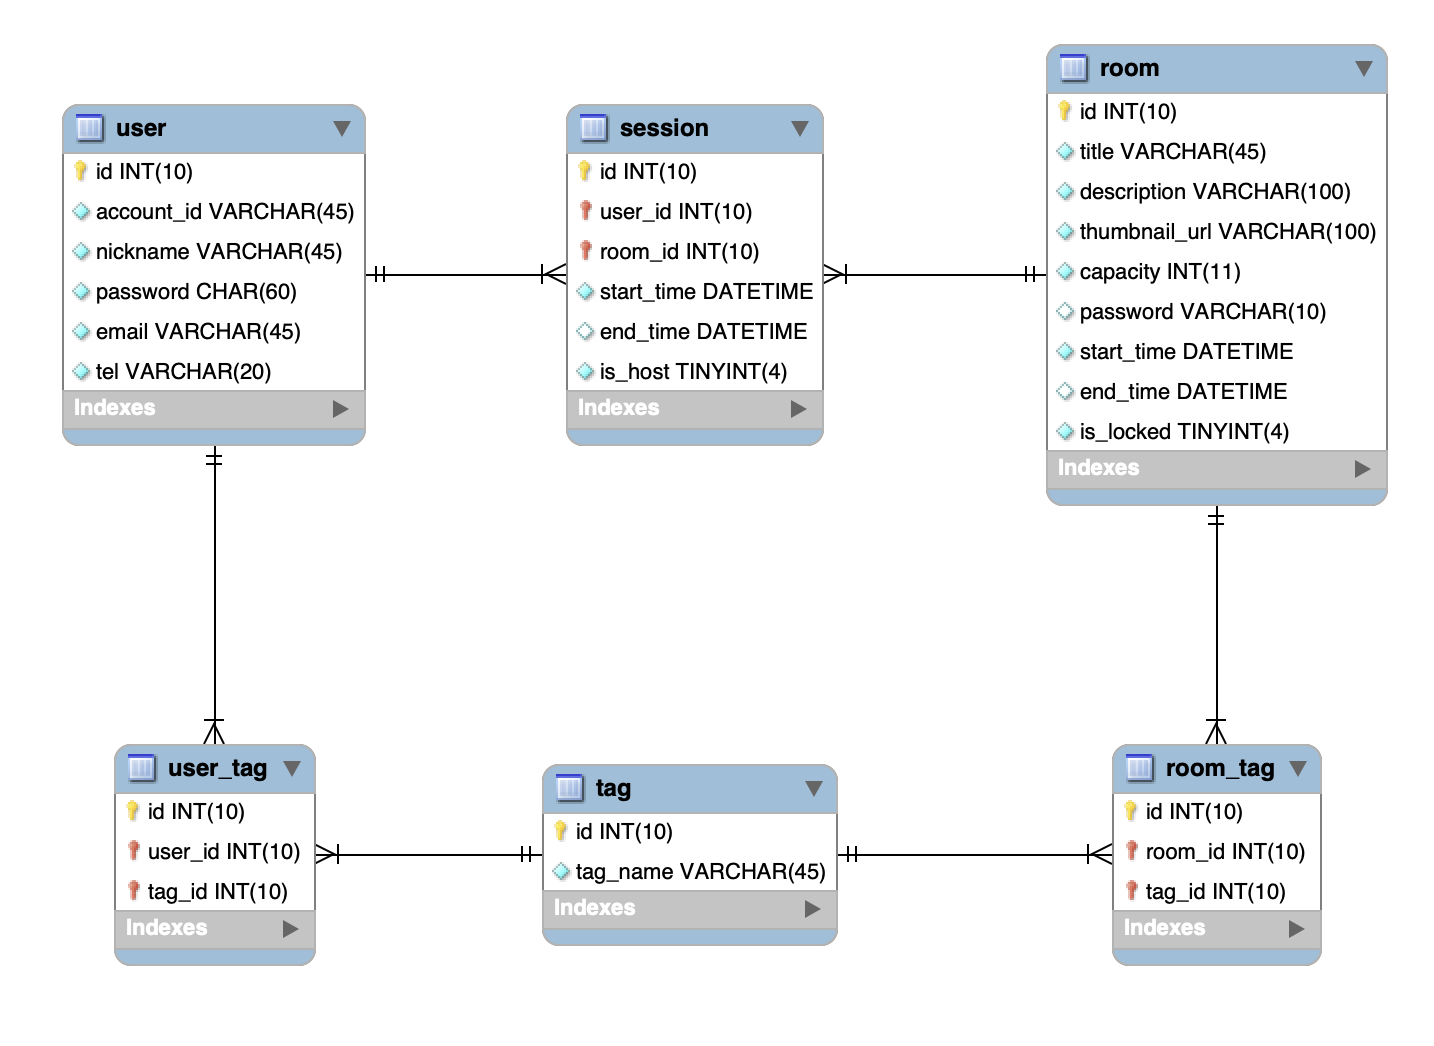 user
id INT(10)
account_id VARCHAR(45)
nickname VARCHAR(45)
password CHAR(60)
email VARCHAR(45)
tel VARCHAR(20)
Indexes
session
id INT(10)
user_id INT(10)
room_id INT(10)
start_time DATETIME
end_time DATETIME
is_host TINYINT(4)
Indexes
room
id INT(10)
title VARCHAR(45)
description VARCHAR(100)
thumbnail_url VARCHAR(100)
capacity INT(11)
password VARCHAR(10)
start_time DATETIME
end_time DATETIME
is_locked TINYINT(4)
Indexes
user_tag
id INT(10)
user_id INT(10)
tag_id INT(10)
Indexes
tag
id INT(10)
tag_name VARCHAR(45)
Indexes
room_tag
id INT(10)
room_id INT(10)
tag_id INT(10)
Indexes